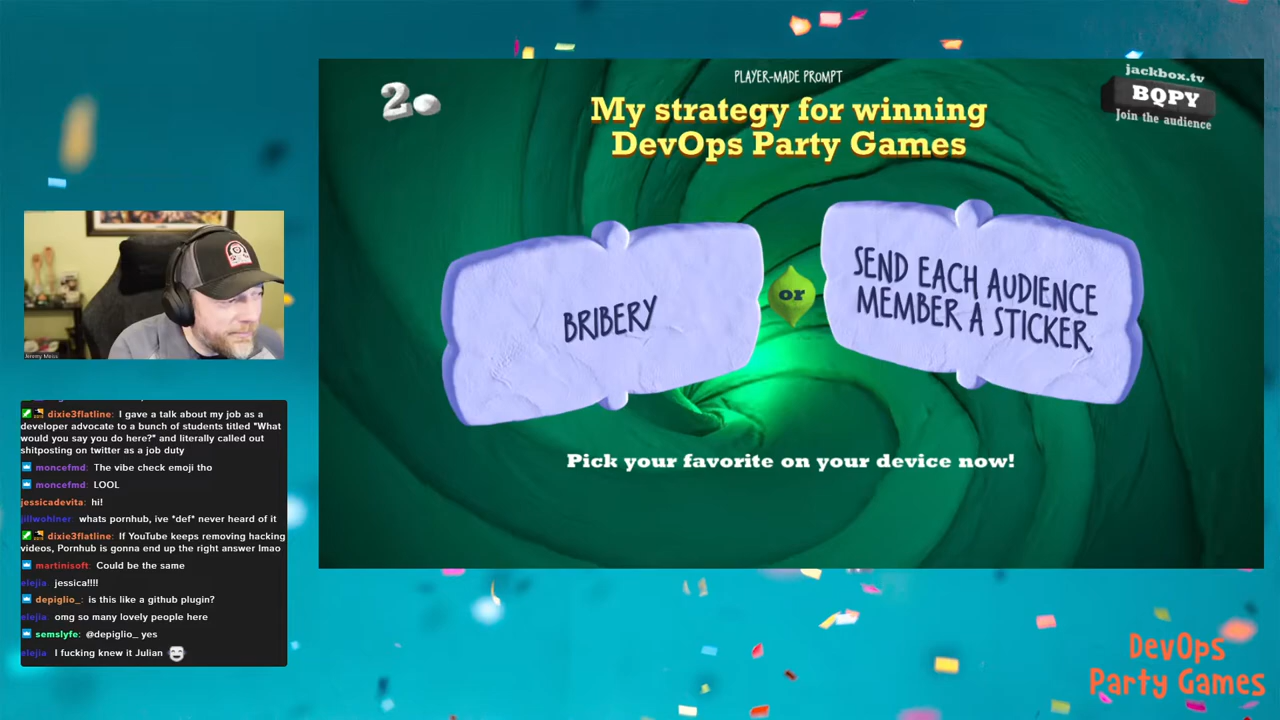 PLAYER-MADE PROMPT
My strategy for winning
DevOps Party Games
20
jackbox.tv
BQPY
Join the audience
BRIBERY
or
SEND EACH AUDIENCE
MEMBER A STICKER.
Pick your favorite on your device now!
Jeremy Meiss
dixie3flatline: I gave a talk about my job as a
developer advocate to a bunch of students titled "What
would you say you do here?" and literally called out
shitposting on twitter as a job duty
moncefmd: The vibe check emoji tho
moncefmd: LOOL
jessicadevita: hi!
jillwohlner: whats pornhub, ive *def* never heard of it
dixie3flatline: If YouTube keeps removing hacking
videos, Pornhub is gonna end up the right answer lmao
martinisoft: Could be the same
elejia: jessica!!!!
depiglio_: is this like a github plugin?
elejia: omg so many lovely people here
semslyfe: @depiglio_ yes
elejia: I fucking knew it Julian
DevOps
Party Games